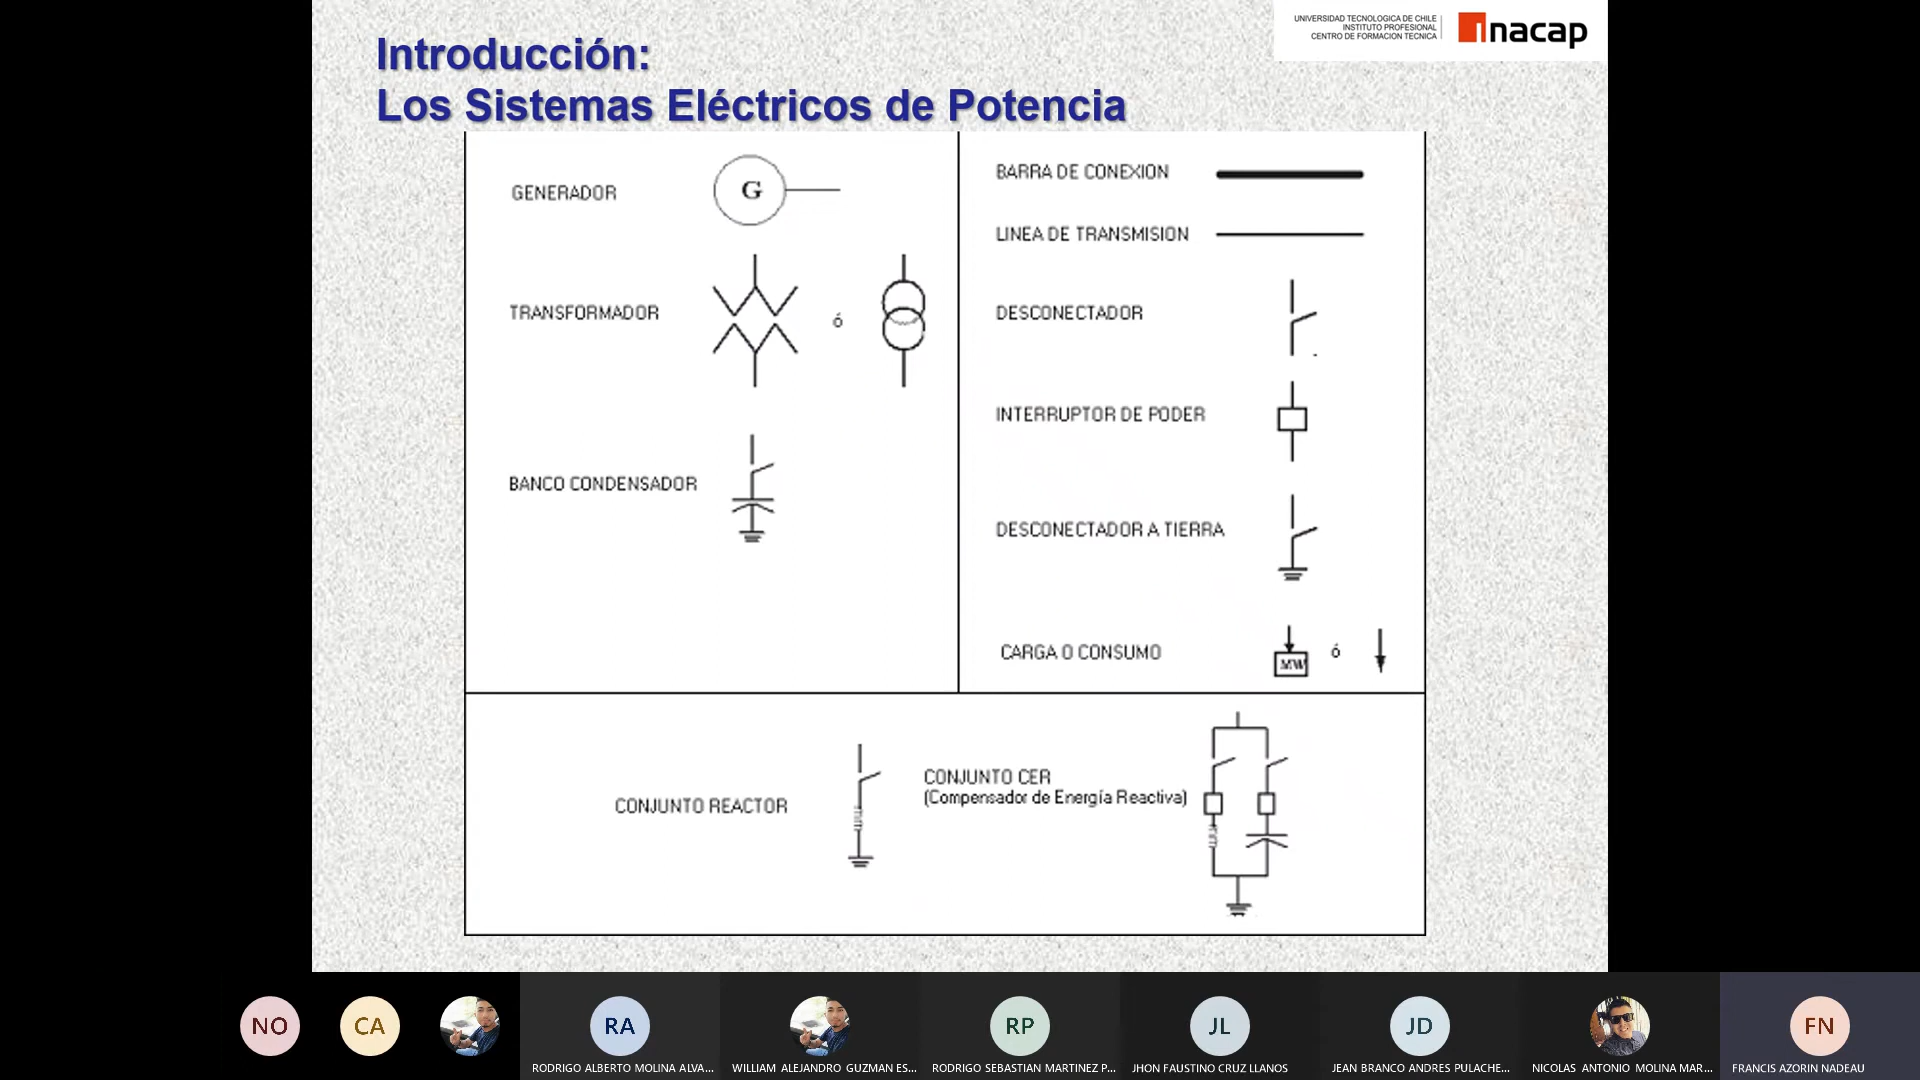 UNIVERSIDAD TECNOLOGICA DE CHILE
INSTITUTO PROFESIONAL
CENTRO DE FORMACION TECNICA
inacap
Introducción:
Los Sistemas Eléctricos de Potencia
GENERADOR
G
TRANSFORMADOR
ó
BANCO CONDENSADOR
BARRA DE CONEXION
LINEA DE TRANSMISION
DESCONECTADOR
INTERRUPTOR DE PODER
DESCONECTADOR A TIERRA
CARGA O CONSUMO
MW
ó
CONJUNTO REACTOR
CONJUNTO CER
(Compensador de Energía Reactiva)
NO
CA
RA
RP
JL
JD
FN
RODRIGO ALBERTO MOLINA ALVA...
WILLIAM ALEJANDRO GUZMAN ES...
RODRIGO SEBASTIAN MARTINEZ P...
JHON FAUSTINO CRUZ LLANOS
JEAN BRANCO ANDRES PULACHE...
NICOLAS ANTONIO MOLINA MAR...
FRANCIS AZORIN NADEAU